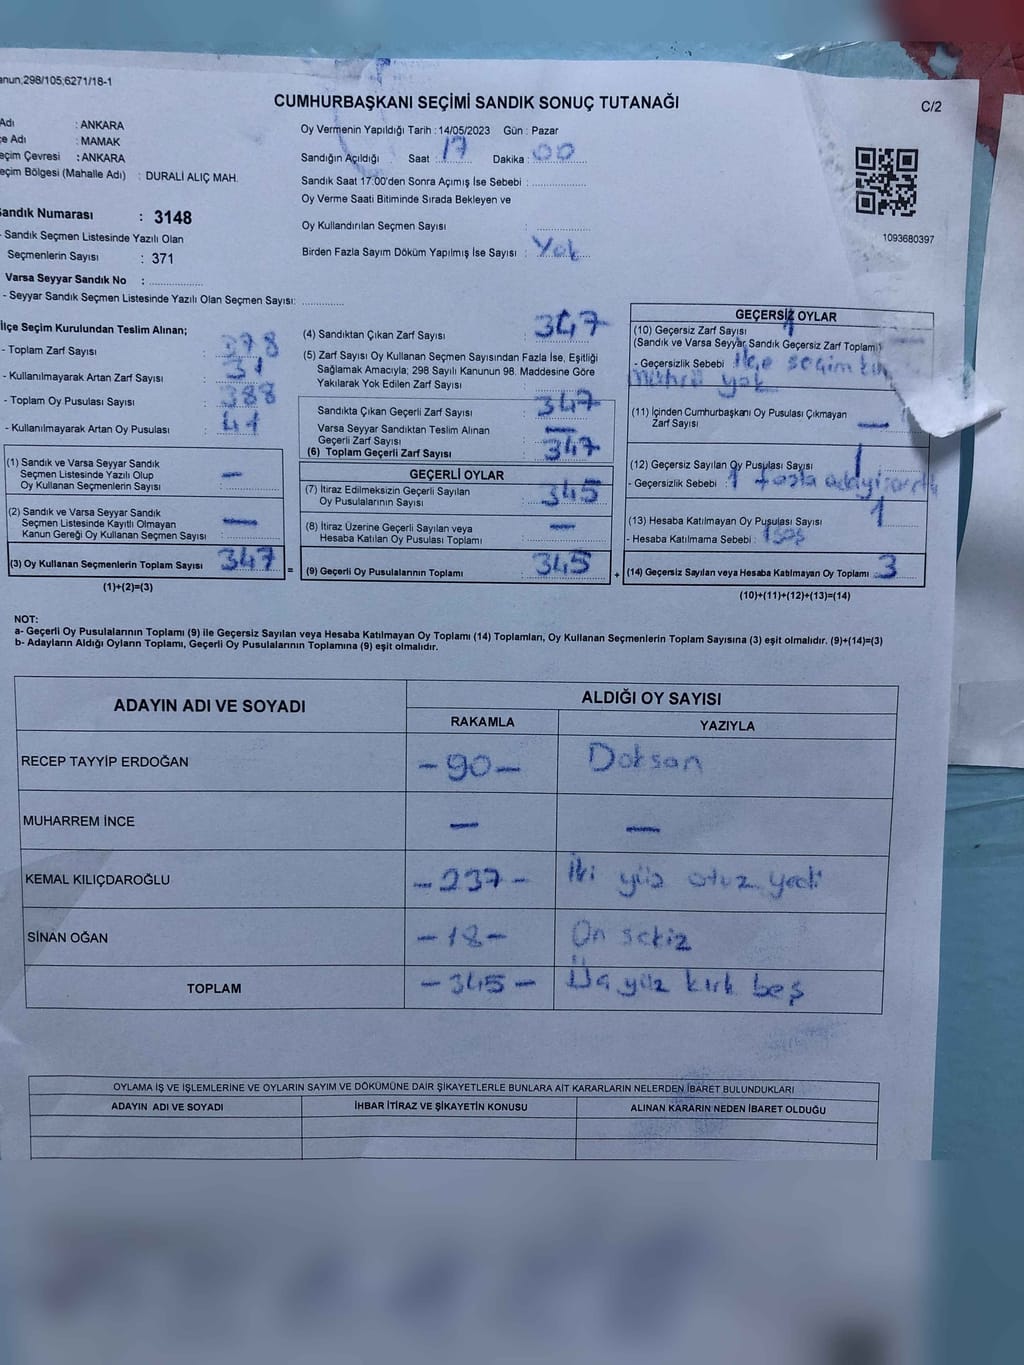 anun,298/105,6271/18-1
CUMHURBAŞKANI SEÇİMİ SANDIK SONUÇ TUTANAĞI
C/2
Adı : ANKARA
çe Adı : MAMAK
eçim Çevresi : ANKARA
eçim Bölgesi (Mahalle Adı) : DURALİ ALIÇ MAH.
Sandık Numarası : 3148
- Sandık Seçmen Listesinde Yazılı Olan
Seçmenlerin Sayısı : 371
Varsa Seyyar Sandık No :
- Seyyar Sandık Seçmen Listesinde Yazılı Olan Seçmen Sayısı:
Oy Vermenin Yapıldığı Tarih : 14/05/2023 Gün : Pazar
Sandığın Açıldığı Saat : 17 Dakika : 00
Sandık Saat 17:00'den Sonra Açımış İse Sebebi :
Oy Verme Saati Bitiminde Sırada Bekleyen ve
Oy Kullandırılan Seçmen Sayısı :
Birden Fazla Sayım Döküm Yapılmış İse Sayısı : Yok
1093680397
İlçe Seçim Kurulundan Teslim Alınan;
- Toplam Zarf Sayısı : 378
- Kullanılmayarak Artan Zarf Sayısı : 31
- Toplam Oy Pusulası Sayısı : 388
- Kullanılmayarak Artan Oy Pusulası : 41
(1) Sandık ve Varsa Seyyar Sandık
Seçmen Listesinde Yazılı Olup
Oy Kullanan Seçmenlerin Sayısı : —
(2) Sandık ve Varsa Seyyar Sandık
Seçmen Listesinde Kayıtlı Olmayan
Kanun Gereği Oy Kullanan Seçmen Sayısı : —
(3) Oy Kullanan Seçmenlerin Toplam Sayısı 347 =
(1)+(2)=(3)
(4) Sandıktan Çıkan Zarf Sayısı : 347
(5) Zarf Sayısı Oy Kullanan Seçmen Sayısından Fazla İse, Eşitliği
Sağlamak Amacıyla; 298 Sayılı Kanunun 98. Maddesine Göre
Yakılarak Yok Edilen Zarf Sayısı :
Sandıkta Çıkan Geçerli Zarf Sayısı : 347
Varsa Seyyar Sandıktan Teslim Alınan
Geçerli Zarf Sayısı : —
(6) Toplam Geçerli Zarf Sayısı : 347
GEÇERLİ OYLAR
(7) İtiraz Edilmeksizin Geçerli Sayılan
Oy Pusulalarının Sayısı : 345
(8) İtiraz Üzerine Geçerli Sayılan veya
Hesaba Katılan Oy Pusulası Toplamı : —
(9) Geçerli Oy Pusulalarının Toplamı : 345 +
GEÇERSİZ OYLAR
(10) Geçersiz Zarf Sayısı 1
(Sandık ve Varsa Seyyar Sandık Geçersiz Zarf Toplamı)
- Geçersizlik Sebebi : ilçe seçim
mührü yok
(11) İçinden Cumhurbaşkanı Oy Pusulası Çıkmayan
Zarf Sayısı : —
(12) Geçersiz Sayılan Oy Pusulası Sayısı : 1
- Geçersizlik Sebebi : 1 fazla
(13) Hesaba Katılmayan Oy Pusulası Sayısı : 1
- Hesaba Katılmama Sebebi :
(14) Geçersiz Sayılan veya Hesaba Katılmayan Oy Toplamı : 3
(10)+(11)+(12)+(13)=(14)
NOT:
a- Geçerli Oy Pusulalarının Toplamı (9) ile Geçersiz Sayılan veya Hesaba Katılmayan Oy Toplamı (14) Toplamları, Oy Kullanan Seçmenlerin Toplam Sayısına (3) eşit olmalıdır. (9)+(14)=(3)
b- Adayların Aldığı Oyların Toplamı, Geçerli Oy Pusulalarının Toplamına (9) eşit olmalıdır.
ADAYIN ADI VE SOYADI
ALDIĞI OY SAYISI
RAKAMLA YAZIYLA
RECEP TAYYİP ERDOĞAN -90- Doksan
MUHARREM İNCE — —
KEMAL KILIÇDAROĞLU -237- İki yüz otuz yedi
SİNAN OĞAN -18- On sekiz
TOPLAM -345- Üç yüz kırk beş
OYLAMA İŞ VE İŞLEMLERİNE VE OYLARIN SAYIM VE DÖKÜMÜNE DAİR ŞİKAYETLERLE BUNLARA AİT KARARLARIN NELERDEN İBARET BULUNDUKLARI
ADAYIN ADI VE SOYADI İHBAR İTİRAZ VE ŞİKAYETİN KONUSU ALINAN KARARIN NEDEN İBARET OLDUĞU